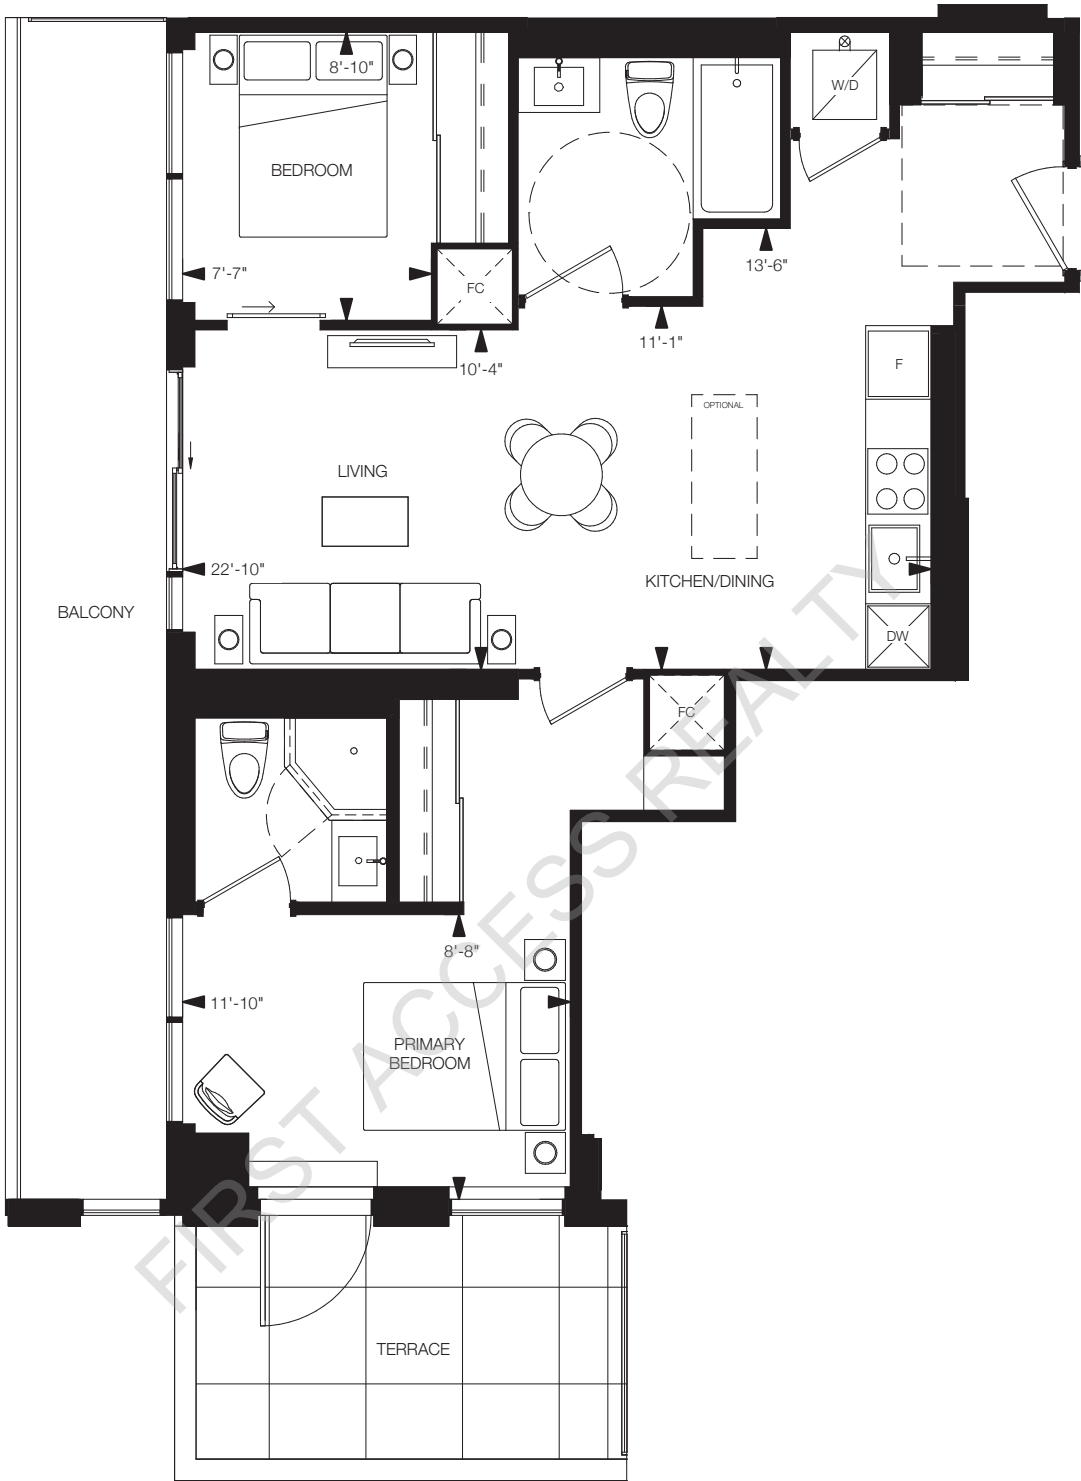 8'-10"
W/D
BEDROOM
7'-7"
FC
13'-6"
11'-1"
10'-4"
F
OPTIONAL
LIVING
22'-10"
KITCHEN/DINING
BALCONY
DW
FC
8'-8"
11'-10"
PRIMARY
BEDROOM
TERRACE
FIRST ACCESS REALTY